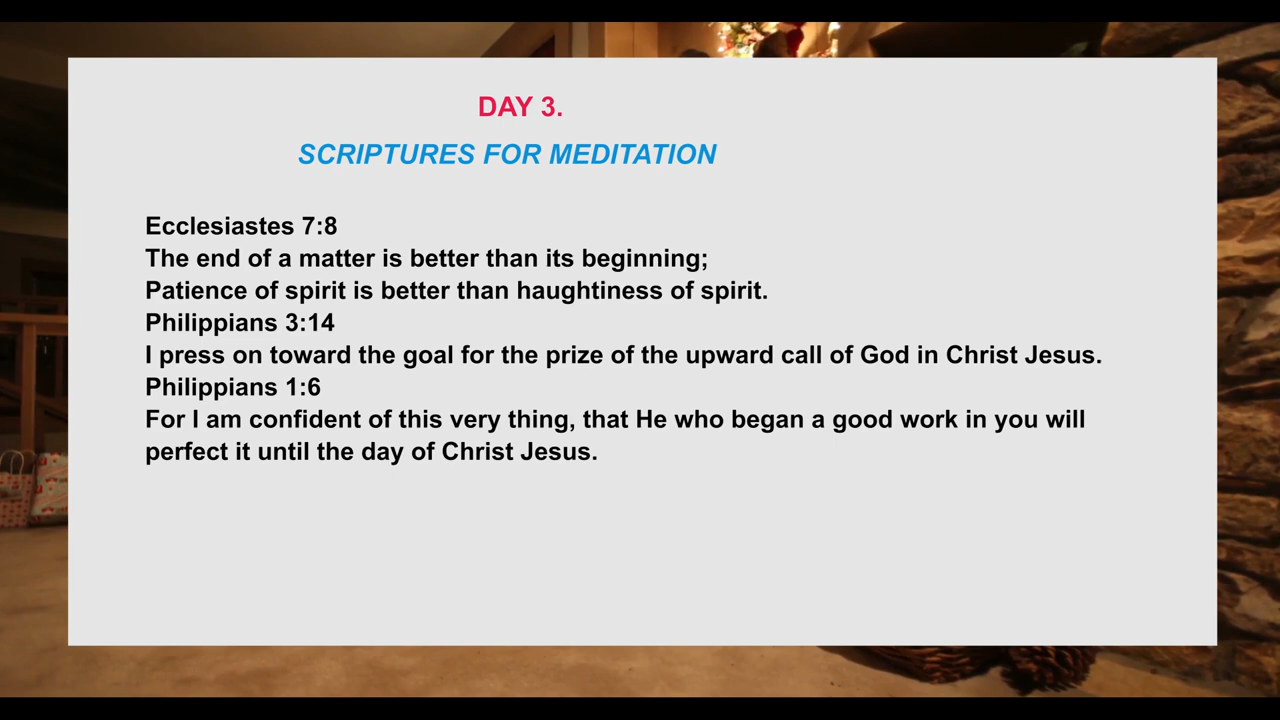 DAY 3.
SCRIPTURES FOR MEDITATION
Ecclesiastes 7:8
The end of a matter is better than its beginning;
Patience of spirit is better than haughtiness of spirit.
Philippians 3:14
I press on toward the goal for the prize of the upward call of God in Christ Jesus.
Philippians 1:6
For I am confident of this very thing, that He who began a good work in you will
perfect it until the day of Christ Jesus.